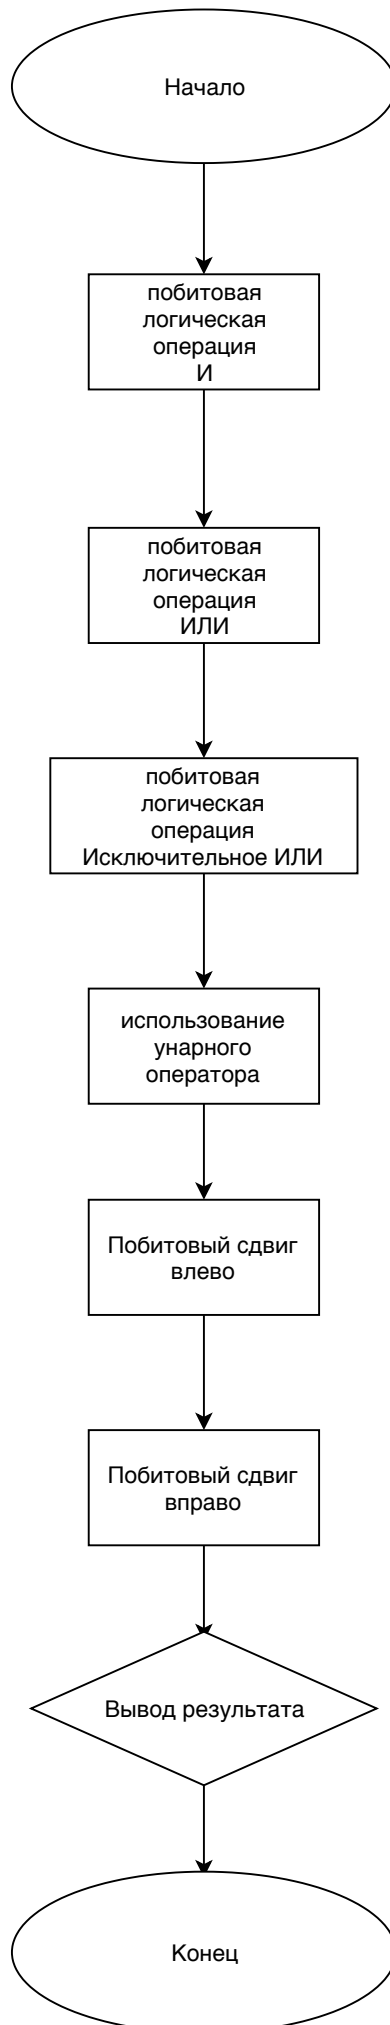 Начало
побитовая
логическая
операция
И
побитовая
логическая
операция
ИЛИ
побитовая
логическая
операция
Исключительное ИЛИ
использование
унарного
оператора
Побитовый сдвиг
влево
Побитовый сдвиг
вправо
Вывод результата
Конец